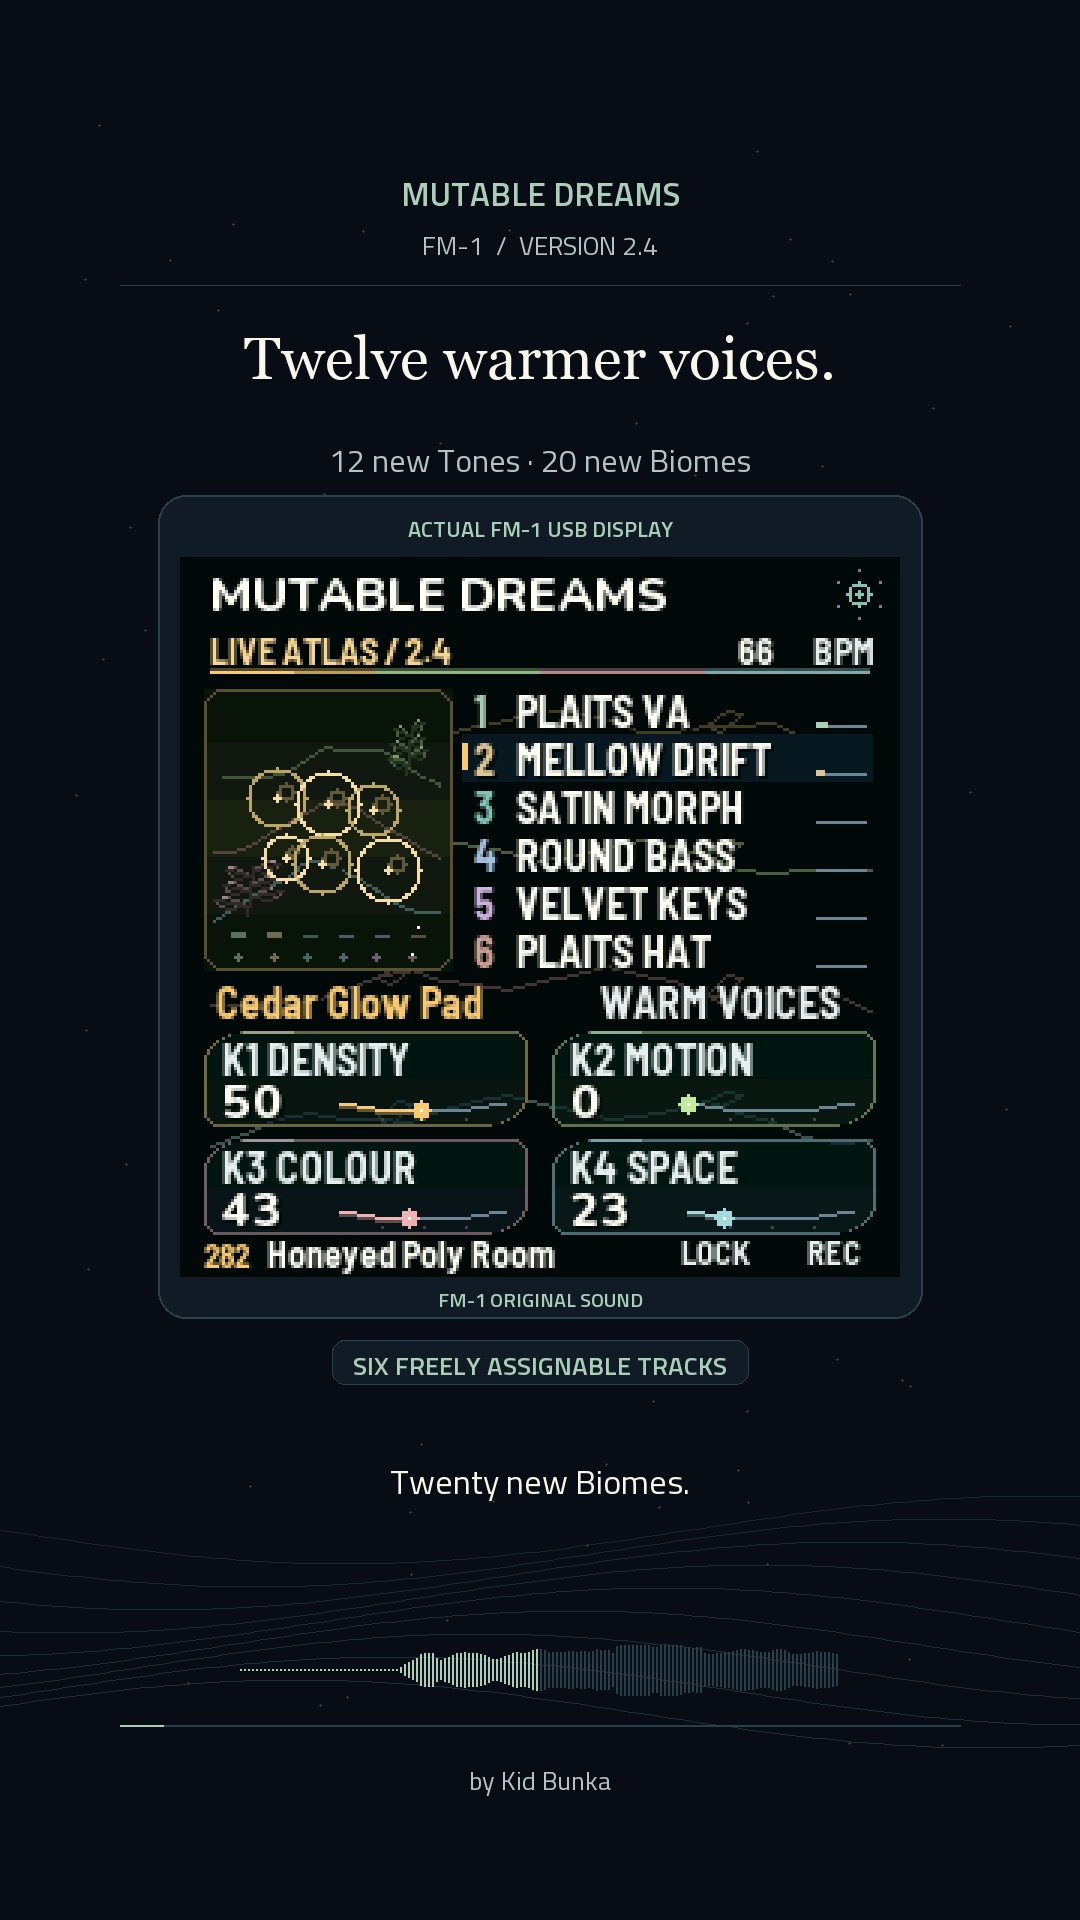 MUTABLE DREAMS
FM-1 / VERSION 2.4
Twelve warmer voices.
12 new Tones · 20 new Biomes
ACTUAL FM-1 USB DISPLAY
MUTABLE DREAMS
LIVE ATLAS / 2.4 66 BPM
1 PLAITS VA
2 MELLOW DRIFT
3 SATIN MORPH
4 ROUND BASS
5 VELVET KEYS
6 PLAITS HAT
Cedar Glow Pad WARM VOICES
K1 DENSITY K2 MOTION
50 0
K3 COLOUR K4 SPACE
43 23
282 Honeyed Poly Room LOCK REC
FM-1 ORIGINAL SOUND
SIX FREELY ASSIGNABLE TRACKS
Twenty new Biomes.
by Kid Bunka